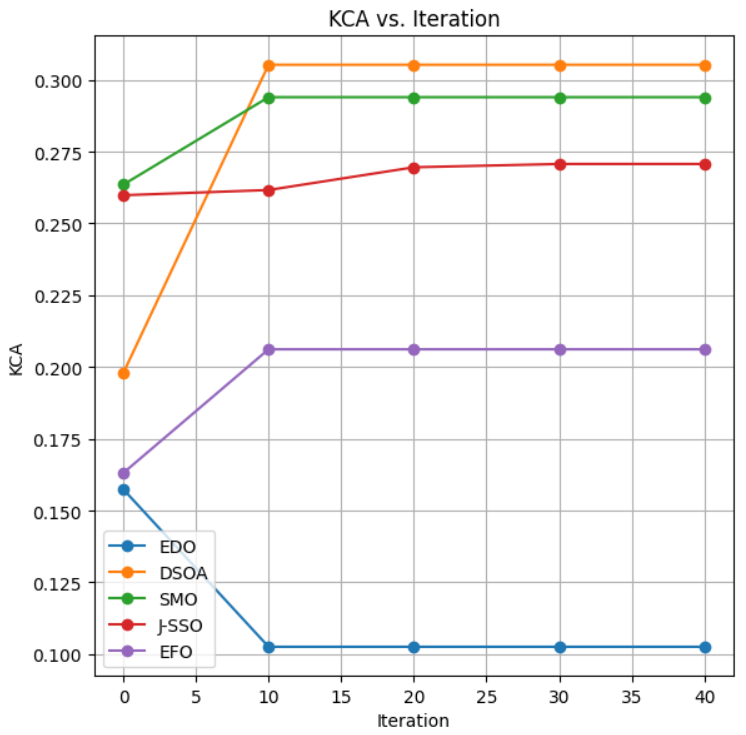 KCA vs. Iteration
KCA
0.300
0.275
0.250
0.225
0.200
0.175
0.150
0.125
0.100
EDO
DSOA
SMO
J-SSO
EFO
0 5 10 15 20 25 30 35 40
Iteration